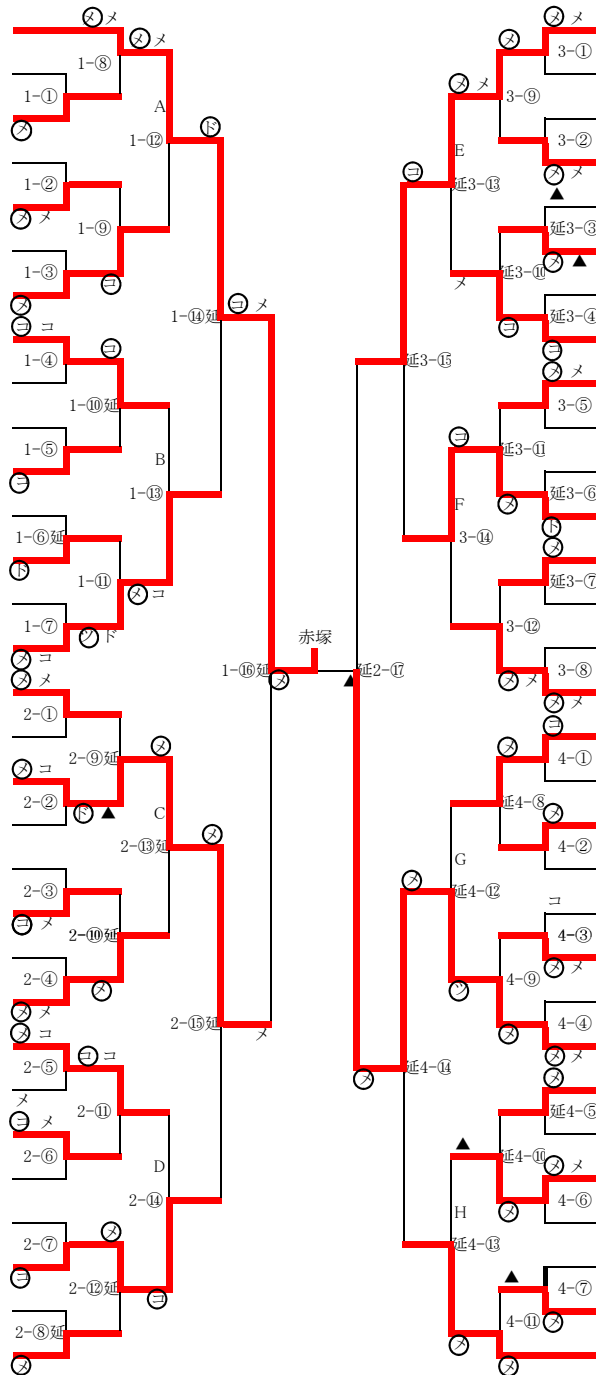 ㋱メ
㋱メ
1-⑧
1-①
㋱
A
1-⑫
㋣゙
1-②
㋱メ
1-⑨
1-③
㋙
㋱
㋙コ
㋙メ
1-⑭延
1-④
㋙
1-⑩延
1-⑤
㋙
B
1-⑬
1-⑥延
㋣゙
1-⑪
㋱コ
1-⑦
㋡ド
㋱コ
1-⑯延
㋱
赤塚
㋱メ
2-①
2-⑨延
㋱
㋱コ
2-②
㋣゙▲
C
2-⑬延
㋱
2-③
㋙メ
2-⑩延
2-④
㋱
㋱メ
2-⑮延
メ
㋱コ
2-⑤
㋙コ
2-⑪
メ
㋙メ
2-⑥
D
2-⑭
2-⑦
㋱
㋙
2-⑫延
㋙
2-⑧延
㋱
㋱メ
3-①
㋱
3-⑨
㋱メ
3-②
㋱メ
▲
E
延3-⑬
㋙
延3-③
㋱▲
延3-⑩
メ
㋙
延3-④
㋙
延3-⑮
㋱メ
3-⑤
延3-⑪
㋙
延3-⑥
㋱
㋣゙
F
3-⑭
㋱
延3-⑦
3-⑫
3-⑧
㋱メ
㋱メ
▲
延2-⑰
㋙
4-①
㋱
延4-⑧
㋱
4-②
G
延4-⑫
㋱
コ
4-③
㋱メ
4-⑨
㋡
4-④
㋱
㋱メ
延4-⑭
㋱
㋱
延4-⑤
延4-⑩
▲
㋱メ
4-⑥
㋱
H
延4-⑬
4-⑦
▲
㋱
4-⑪
㋱
㋱